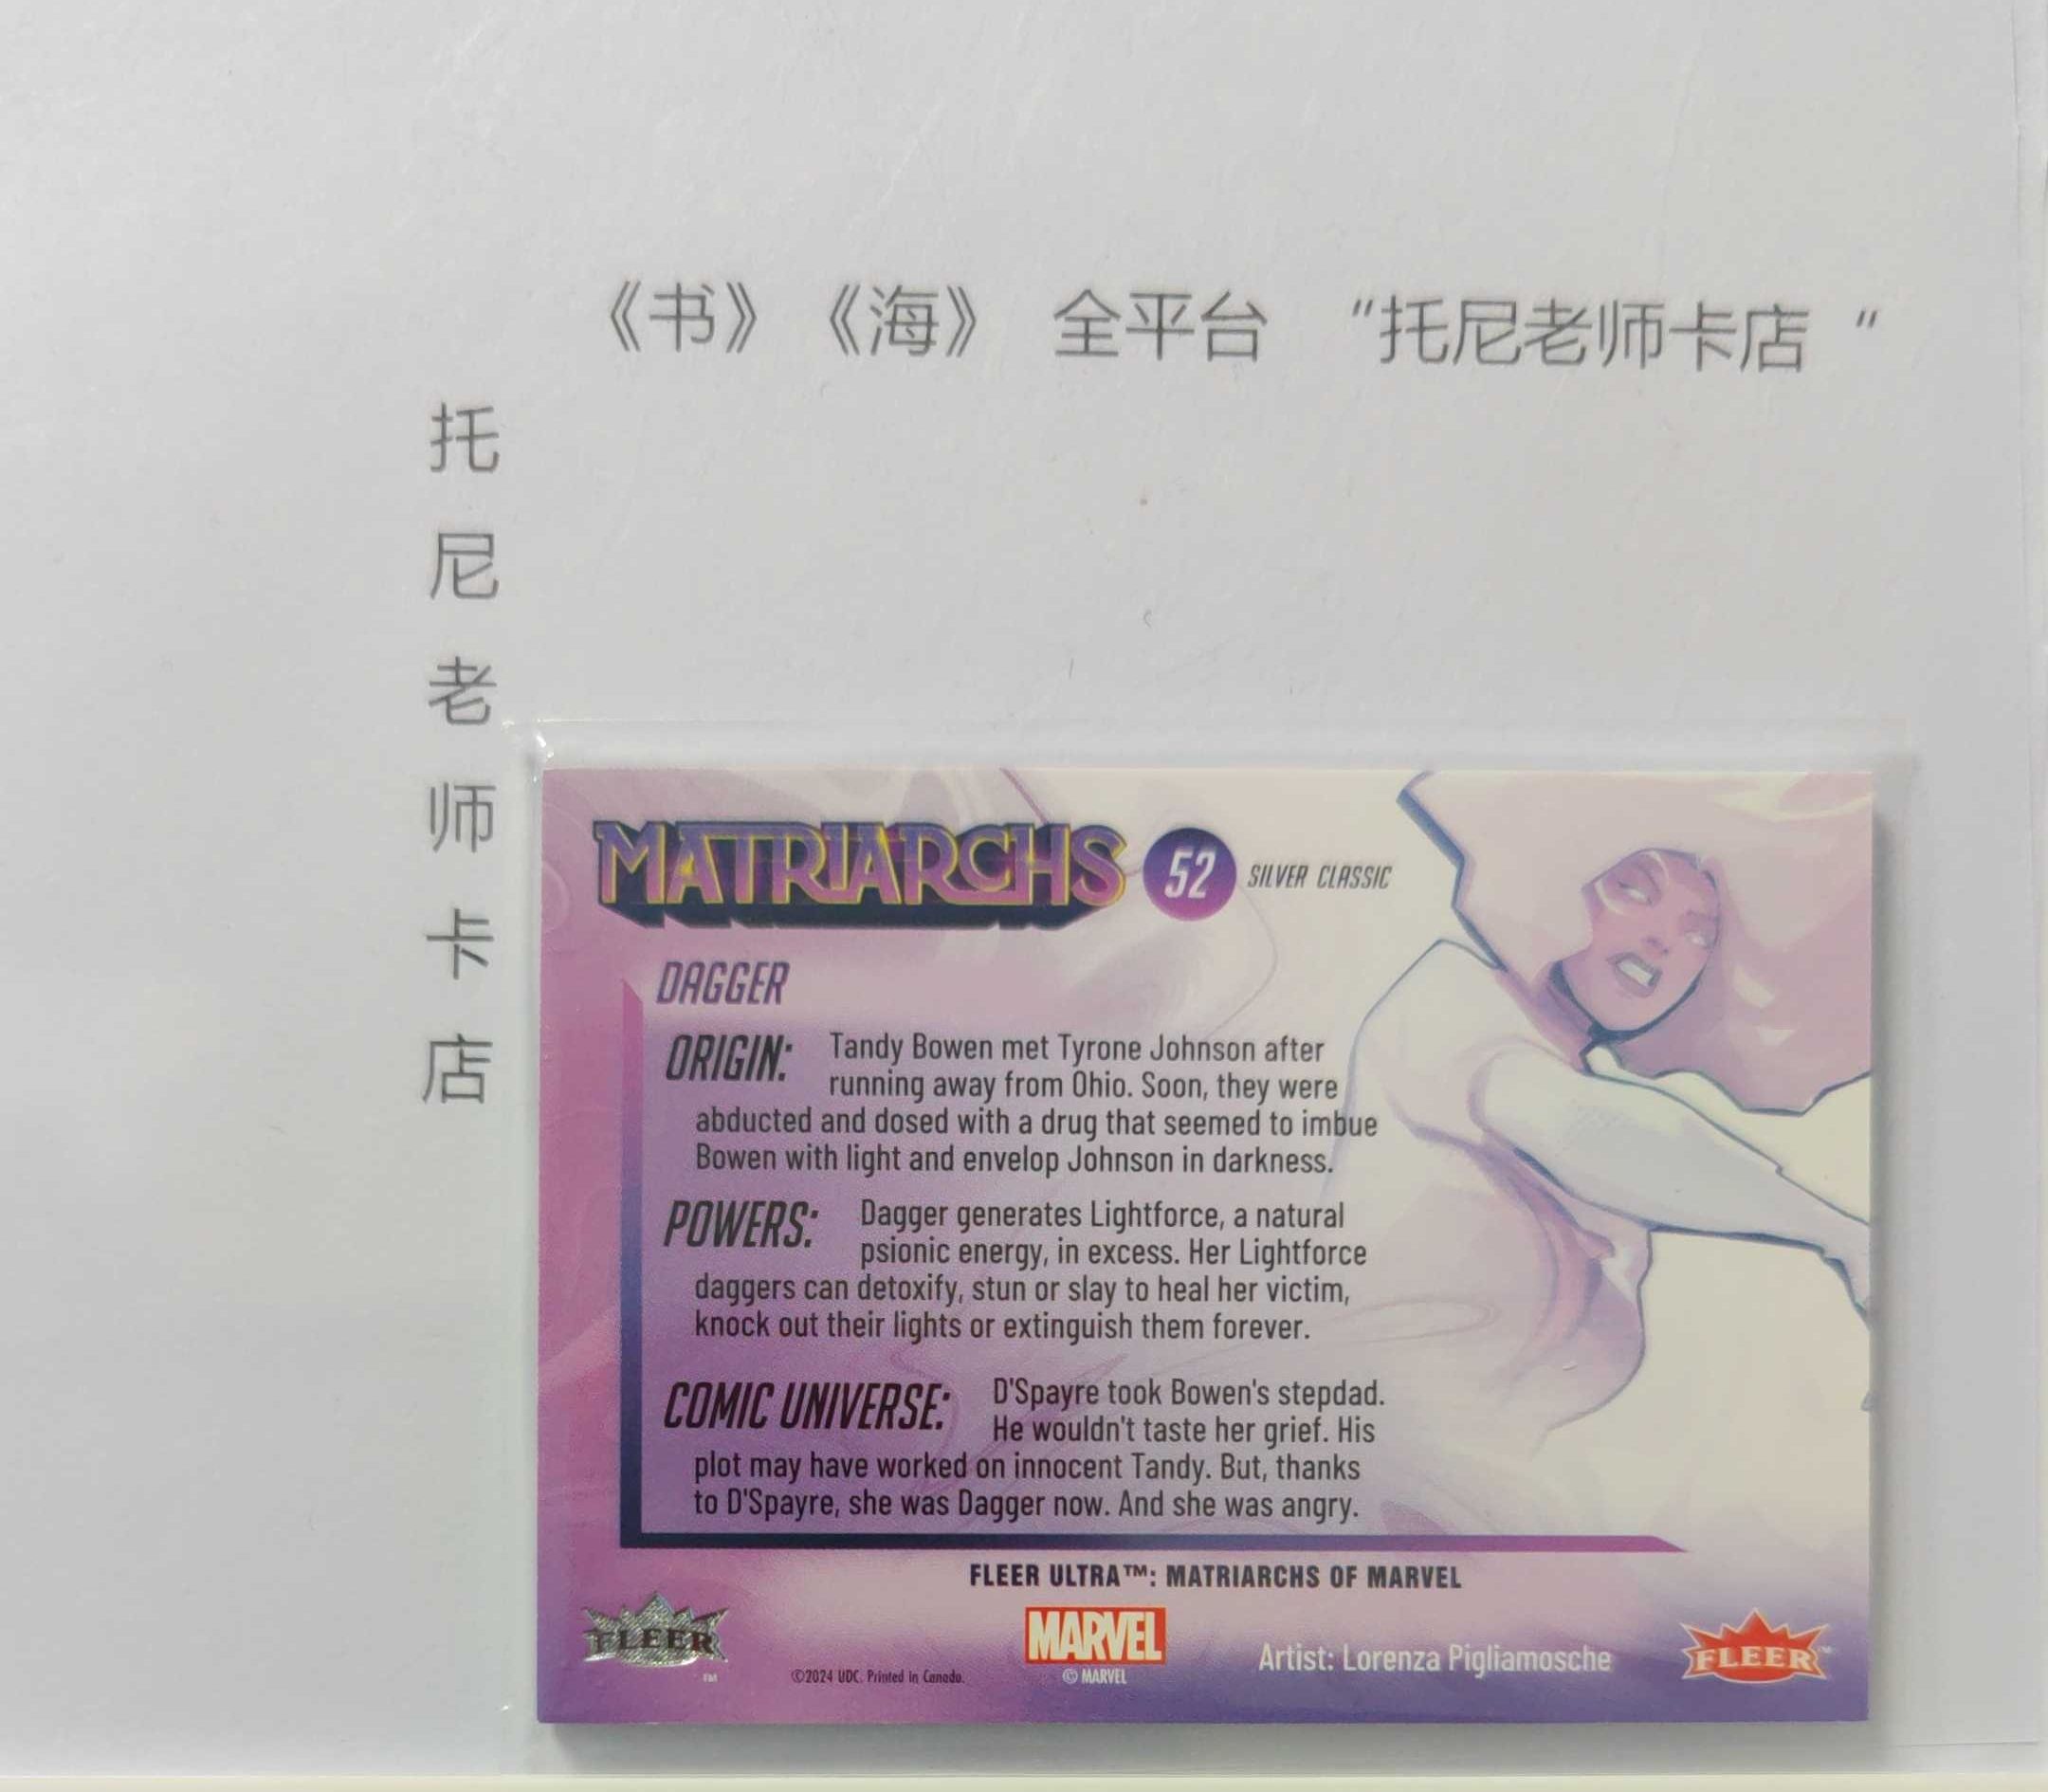 《书》《海》 全平台 “托尼老师卡店 “
托
尼
老
师
卡
店
MATRIARCHS 52 SILVER CLASSIC
DAGGER
ORIGIN: Tandy Bowen met Tyrone Johnson after
running away from Ohio. Soon, they were
abducted and dosed with a drug that seemed to imbue
Bowen with light and envelop Johnson in darkness.
POWERS: Dagger generates Lightforce, a natural
psionic energy, in excess. Her Lightforce
daggers can detoxify, stun or slay to heal her victim,
knock out their lights or extinguish them forever.
COMIC UNIVERSE: D'Spayre took Bowen's stepdad.
He wouldn't taste her grief. His
plot may have worked on innocent Tandy. But, thanks
to D'Spayre, she was Dagger now. And she was angry.
FLEER ULTRA™: MATRIARCHS OF MARVEL
FLEER™
©2024 UDC. Printed in Canada.
MARVEL
© MARVEL
Artist: Lorenza Pigliamosche
FLEER™